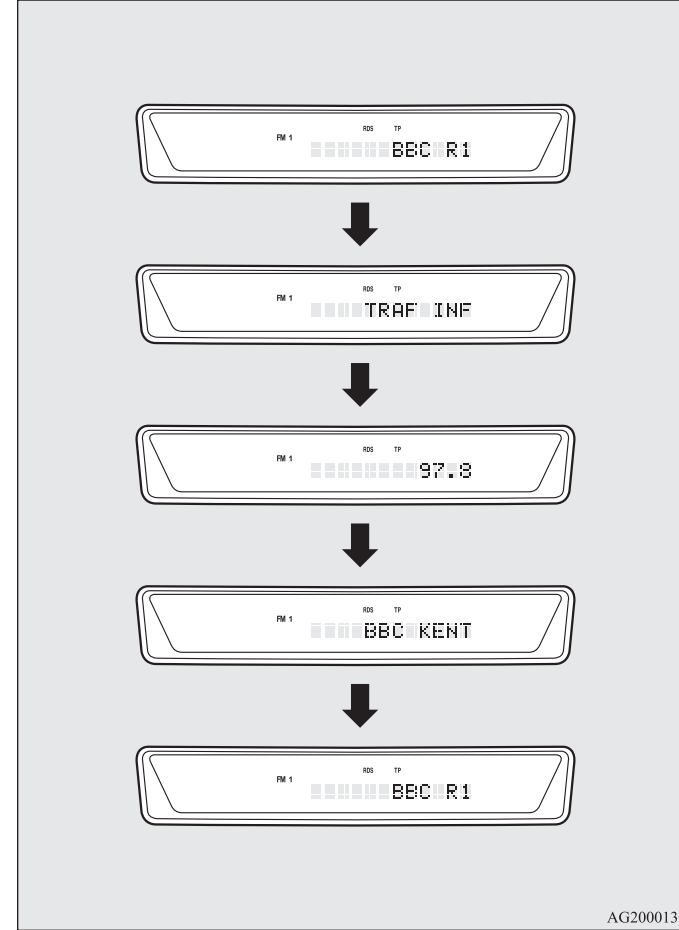 RDS TP
FM 1
BBC R1
RDS TP
FM 1
TRAF INF
RDS TP
FM 1
97.8
RDS TP
FM 1
BBC KENT
RDS TP
FM 1
BBC R1
AG200013